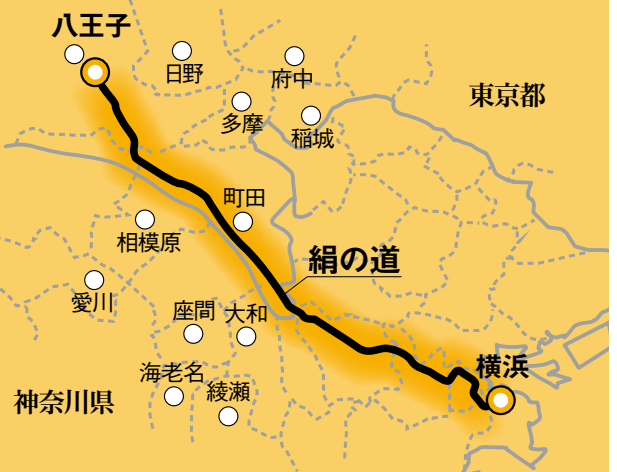 八王子
日野
府中
東京都
多摩
稲城
町田
相模原
絹の道
愛川
座間
大和
横浜
海老名
綾瀬
神奈川県